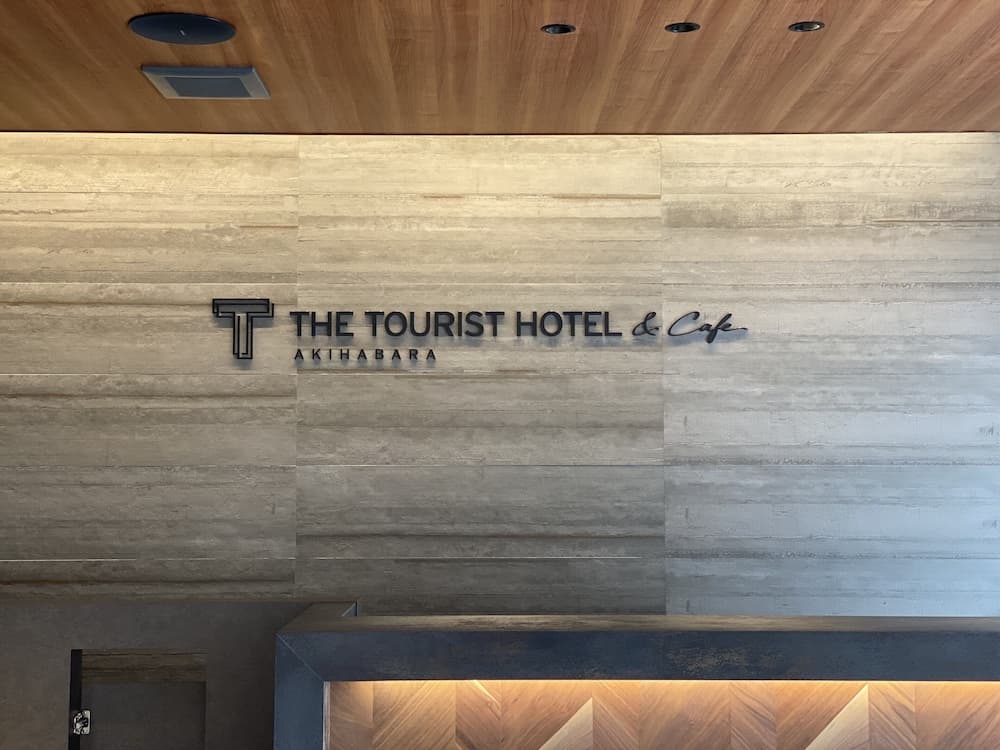 T THE TOURIST HOTEL & Cafe
AKIHABARA